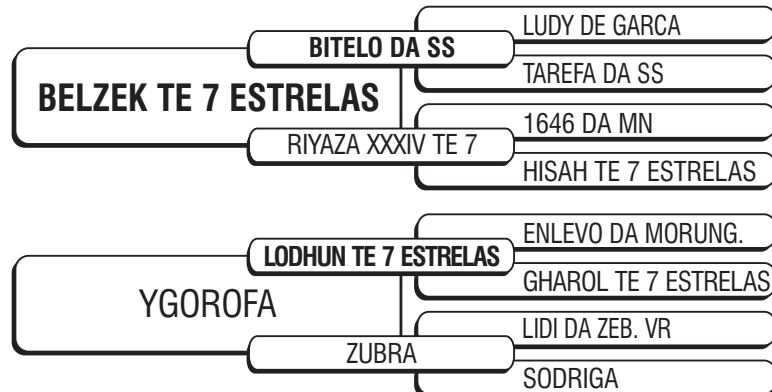 LUDY DE GARCA
BITELO DA SS
TAREFA DA SS
BELZEK TE 7 ESTRELAS
1646 DA MN
RIYAZA XXXIV TE 7
HISAH TE 7 ESTRELAS
ENLEVO DA MORUNG.
LODHUN TE 7 ESTRELAS
GHAROL TE 7 ESTRELAS
YGOROFA
LIDI DA ZEB. VR
ZUBRA
SODRIGA